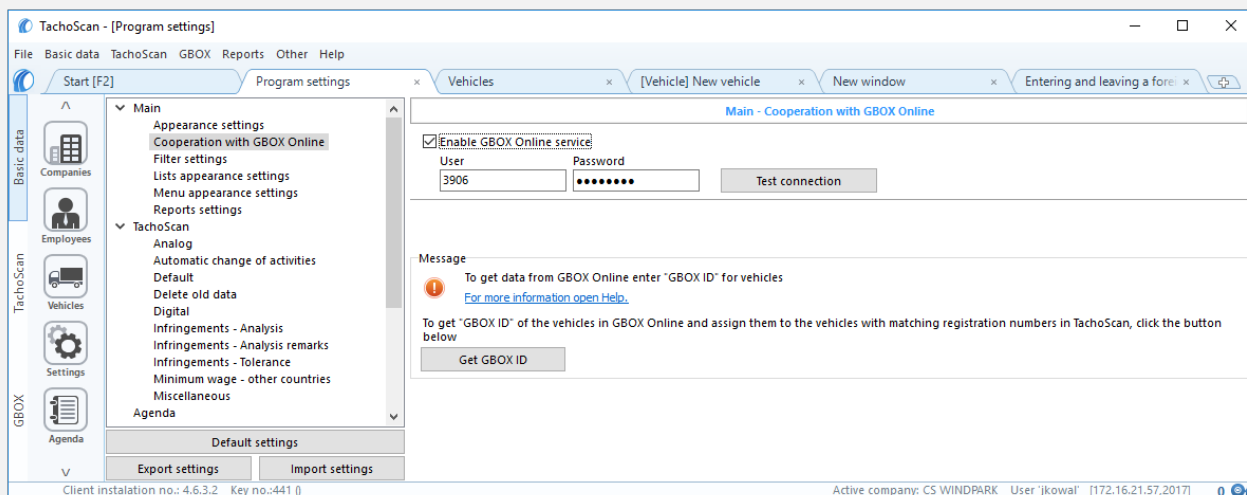 TachoScan - [Program settings]
File Basic data TachoScan GBOX Reports Other Help
Start [F2] Program settings Vehicles [Vehicle] New vehicle New window Entering and leaving a forei
Basic data
TachoScan
GBOX
Companies
Employees
Vehicles
Settings
Agenda
Main
Appearance settings
Cooperation with GBOX Online
Filter settings
Lists appearance settings
Menu appearance settings
Reports settings
TachoScan
Analog
Automatic change of activities
Default
Delete old data
Digital
Infringements - Analysis
Infringements - Analysis remarks
Infringements - Tolerance
Minimum wage - other countries
Miscellaneous
Agenda
Default settings
Export settings Import settings
Main - Cooperation with GBOX Online
Enable GBOX Online service
User Password
3906 ●●●●●●●● Test connection
Message
To get data from GBOX Online enter "GBOX ID" for vehicles
For more information open Help.
To get "GBOX ID" of the vehicles in GBOX Online and assign them to the vehicles with matching registration numbers in TachoScan, click the button
below
Get GBOX ID
Client instalation no.: 4.6.3.2 Key no.:441 () Active company: CS WINDPARK User 'jkowal' [172.16.21.57,2017] 0